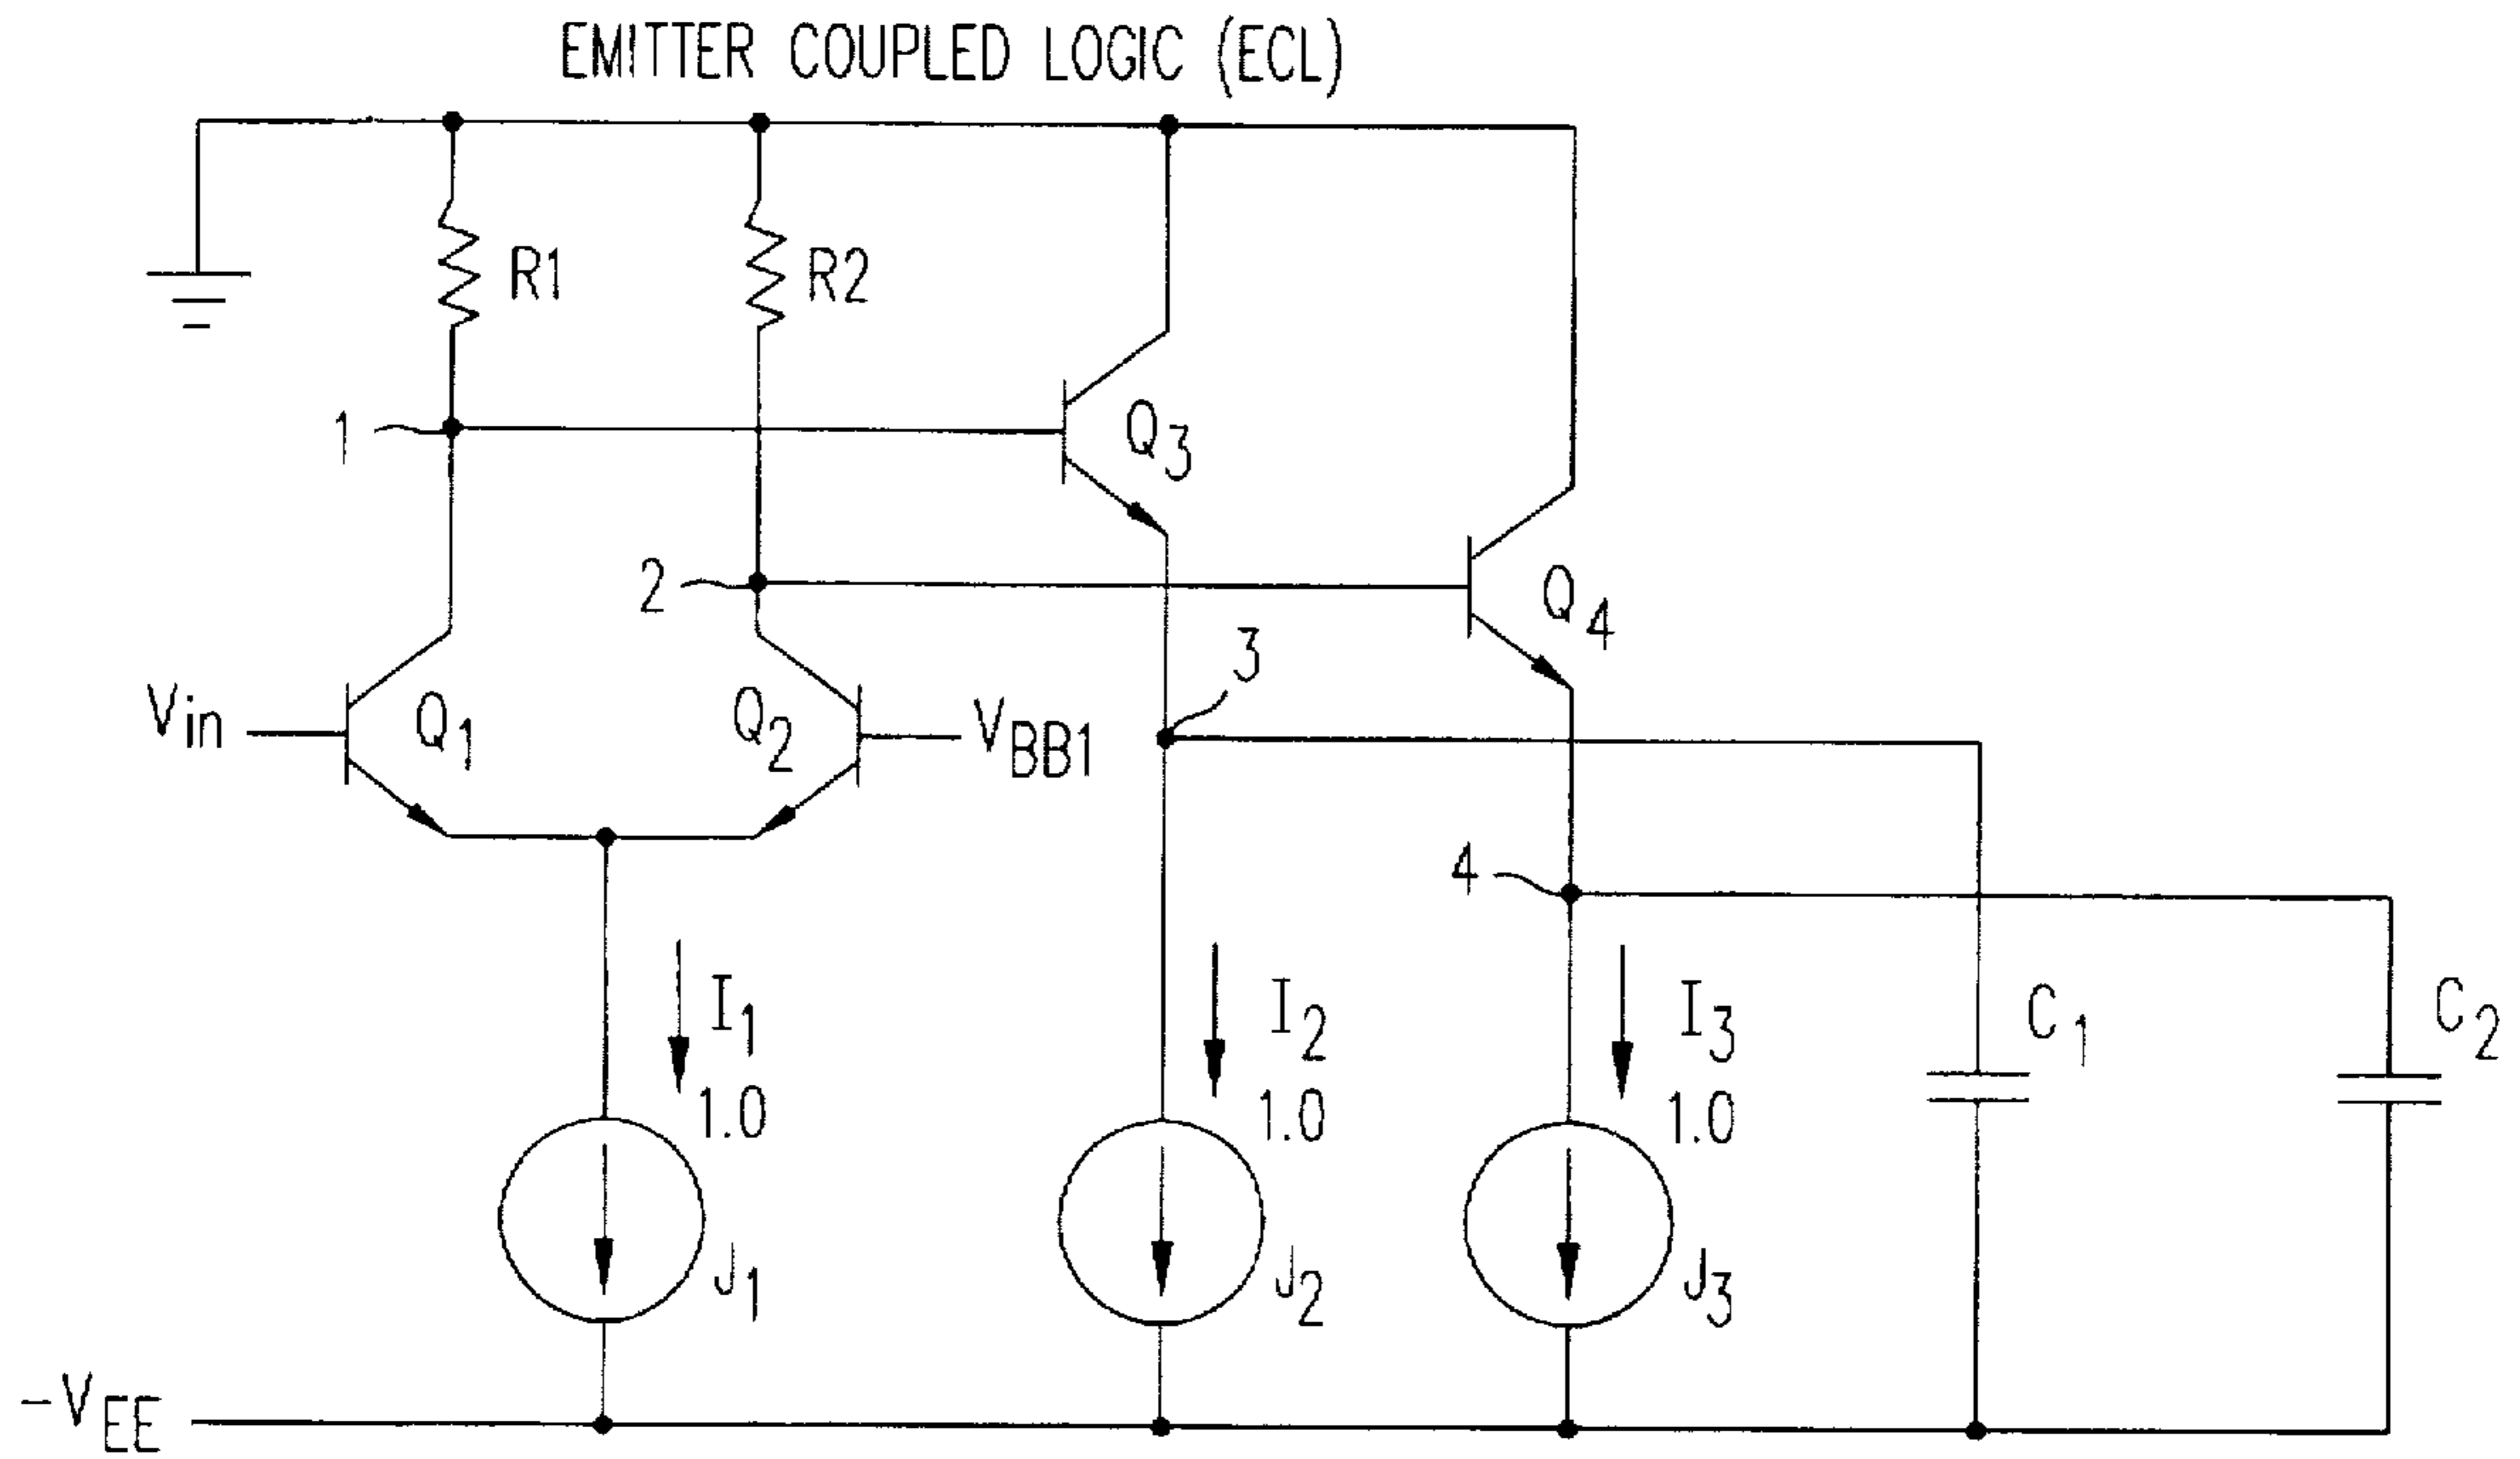 EMITTER COUPLED LOGIC (ECL)
R1
R2
1
Q3
2
Q4
3
Vin
Q1
Q2
VBB1
4
I1
1.0
I2
1.0
I3
1.0
C1
C2
J1
J2
J3
-VEE